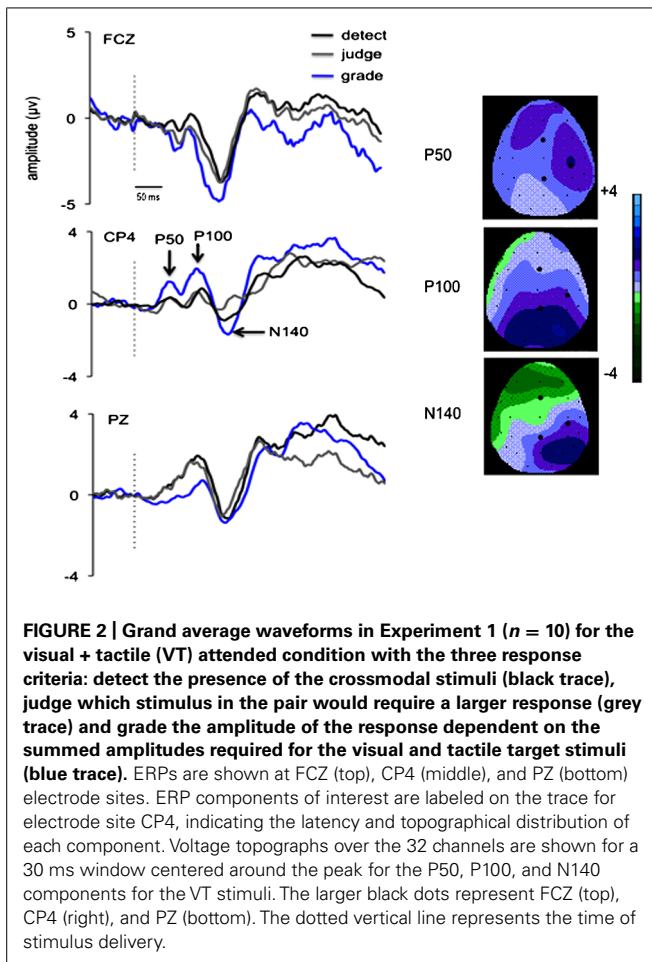 5
FCZ
detect
judge
grade
amplitude (μv)
0
50 ms
-5
P50
+4
4
CP4
P50
P100
0
N140
-4
P100
-4
N140
4
PZ
0
-4
FIGURE 2 | Grand average waveforms in Experiment 1 (n = 10) for the
visual + tactile (VT) attended condition with the three response
criteria: detect the presence of the crossmodal stimuli (black trace),
judge which stimulus in the pair would require a larger response (grey
trace) and grade the amplitude of the response dependent on the
summed amplitudes required for the visual and tactile target stimuli
(blue trace). ERPs are shown at FCZ (top), CP4 (middle), and PZ (bottom)
electrode sites. ERP components of interest are labeled on the trace for
electrode site CP4, indicating the latency and topographical distribution of
each component. Voltage topographs over the 32 channels are shown for a
30 ms window centered around the peak for the P50, P100, and N140
components for the VT stimuli. The larger black dots represent FCZ (top),
CP4 (right), and PZ (bottom). The dotted vertical line represents the time of
stimulus delivery.